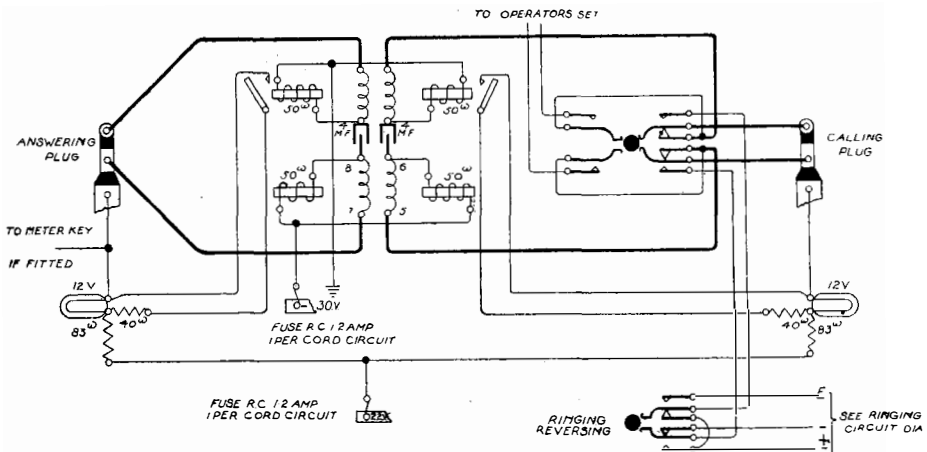 TO OPERATORS SET
50ω
50ω
4
MF
4
MF
ANSWERING
PLUG
CALLING
PLUG
50ω
8
6
50ω
7
5
TO METER KEY
IF FITTED
12V
40ω
83ω
30V
FUSE R.C 1.2 AMP
1 PER CORD CIRCUIT
12V
40ω
83ω
FUSE R.C 1.2 AMP
1 PER CORD CIRCUIT
RINGING
REVERSING
E
-
+
-
SEE RINGING
CIRCUIT DIA